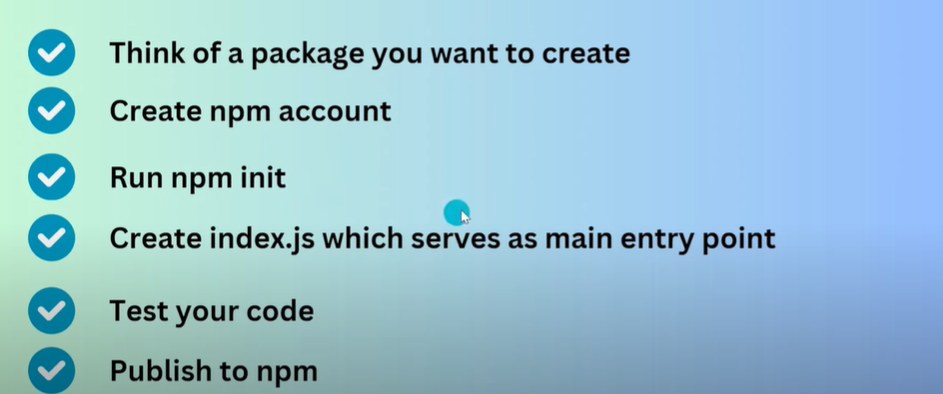 Think of a package you want to create
Create npm account
Run npm init
Create index.js which serves as main entry point
Test your code
Publish to npm